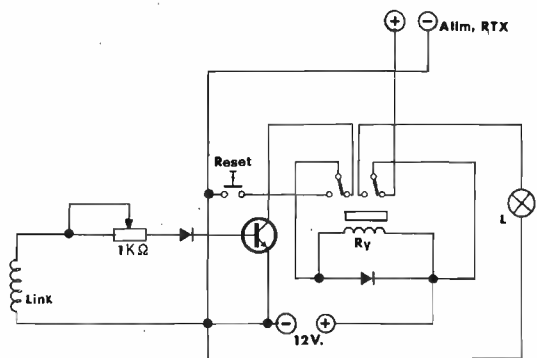 + − Alim, RTX
Reset
L
1KΩ
Ry
Link
− +
12V.